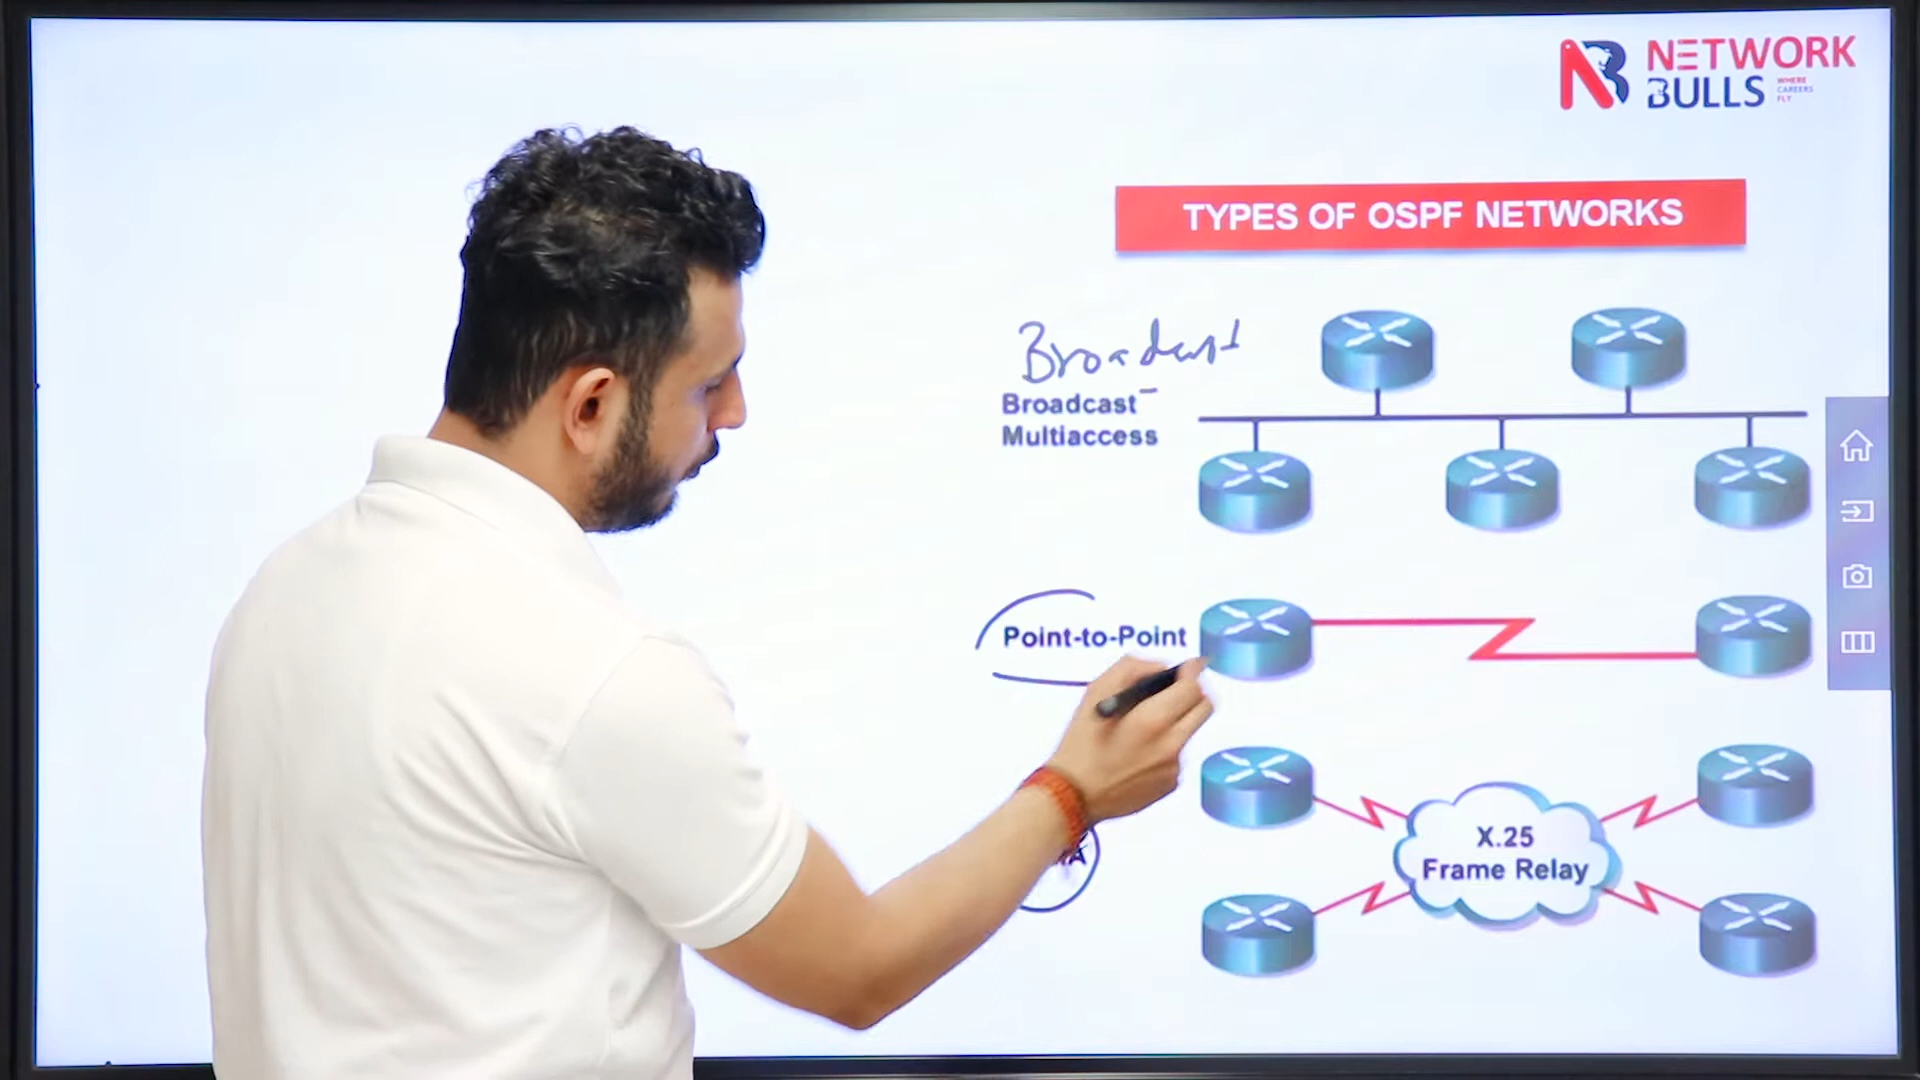 NETWORK
BULLS
WHERE
CAREERS
FLY
TYPES OF OSPF NETWORKS
Broadcast
Broadcast
Multiaccess
Point-to-Point
X.25
Frame Relay